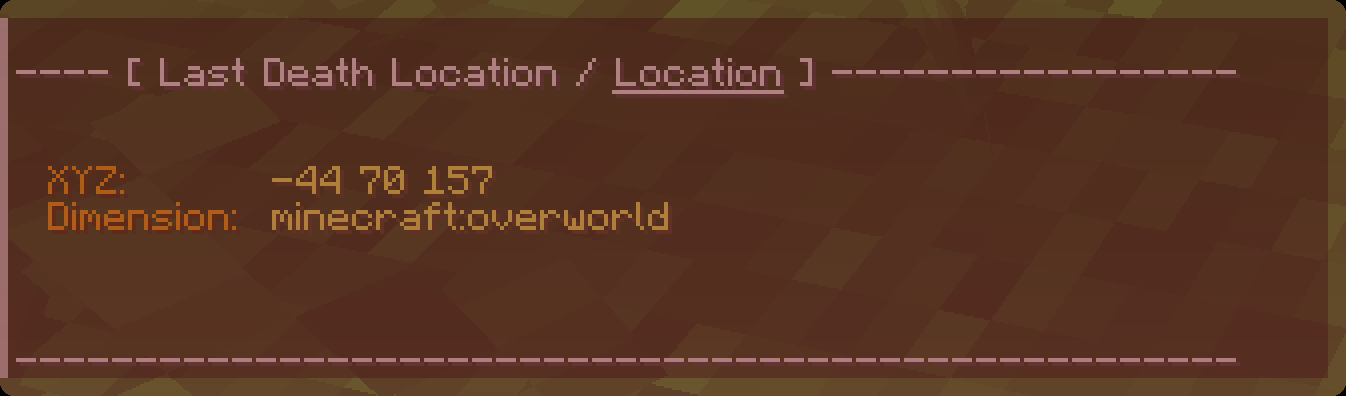 ---- [ Last Death Location / Location ] -----------------
XYZ: -44 70 157
Dimension: minecraft:overworld
---------------------------------------------------